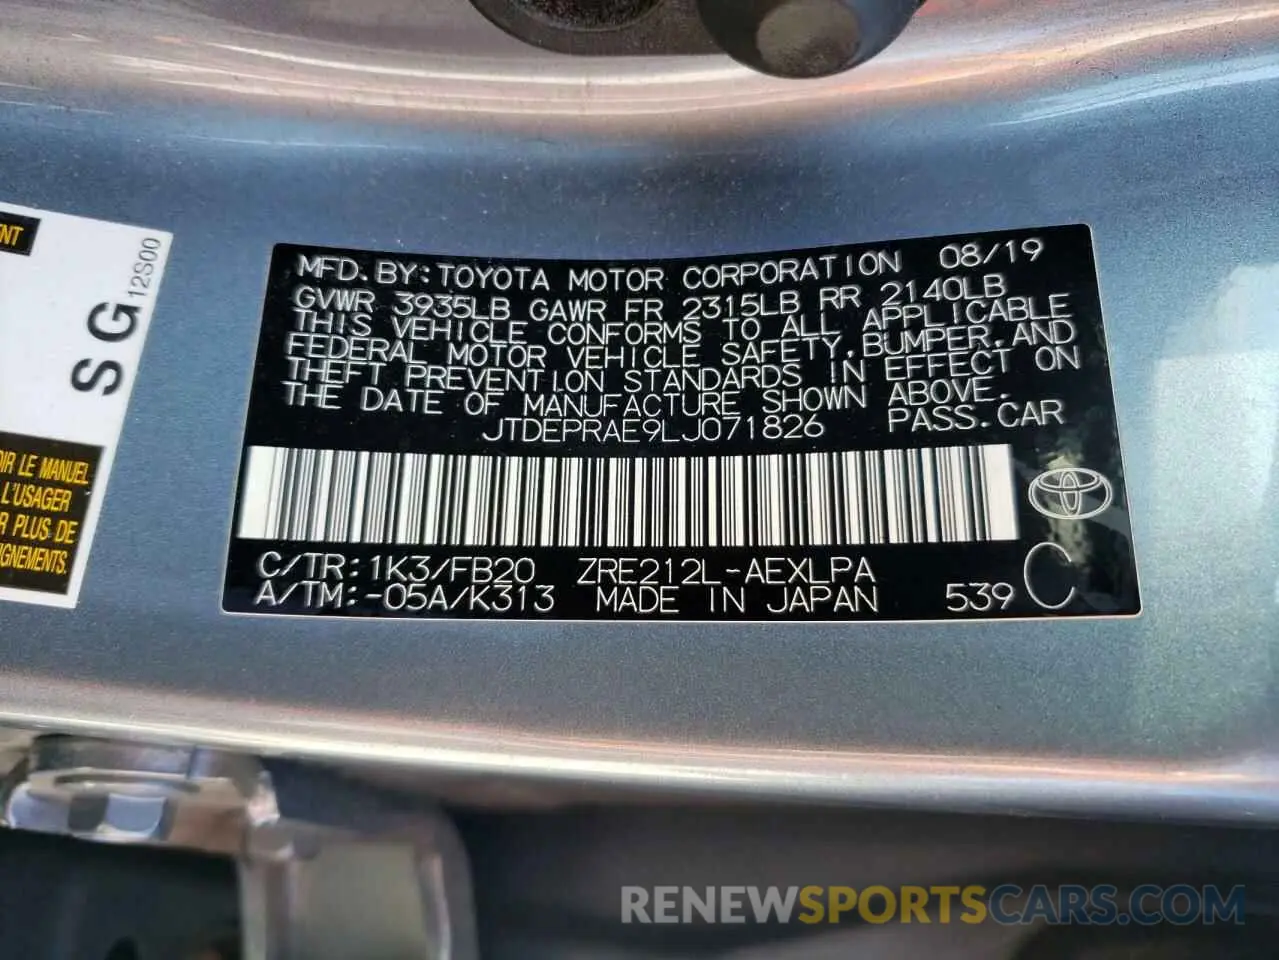 MFD. BY: TOYOTA MOTOR CORPORATION 08/19
GVWR 3935LB GAWR FR 2315LB RR 2140LB
THIS VEHICLE CONFORMS TO ALL APPLICABLE
FEDERAL MOTOR VEHICLE SAFETY, BUMPER, AND
THEFT PREVENTION STANDARDS IN EFFECT ON
THE DATE OF MANUFACTURE SHOWN ABOVE.
JTDEPRAE9LJ071826 PASS. CAR
C/TR: 1K3/FB20 ZRE212L-AEXLPA
A/TM: -05A/K313 MADE IN JAPAN 539 C
SG 12S00
LE MANUEL
L'USAGER
PLUS DE
RENEWSPORTSCARS.COM